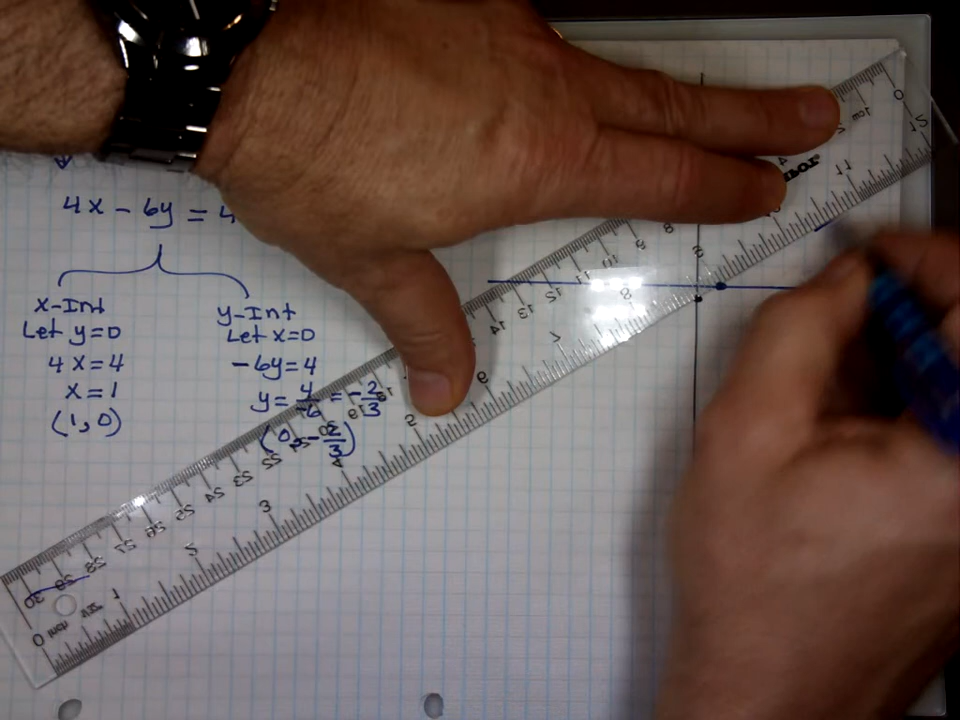 4x - 6y = 4
x-Int
Let y=0
4x=4
x=1
(1,0)
y-Int
Let x=0
-6y=4
y= 4/-6 = -2/3
(0, -2/3)